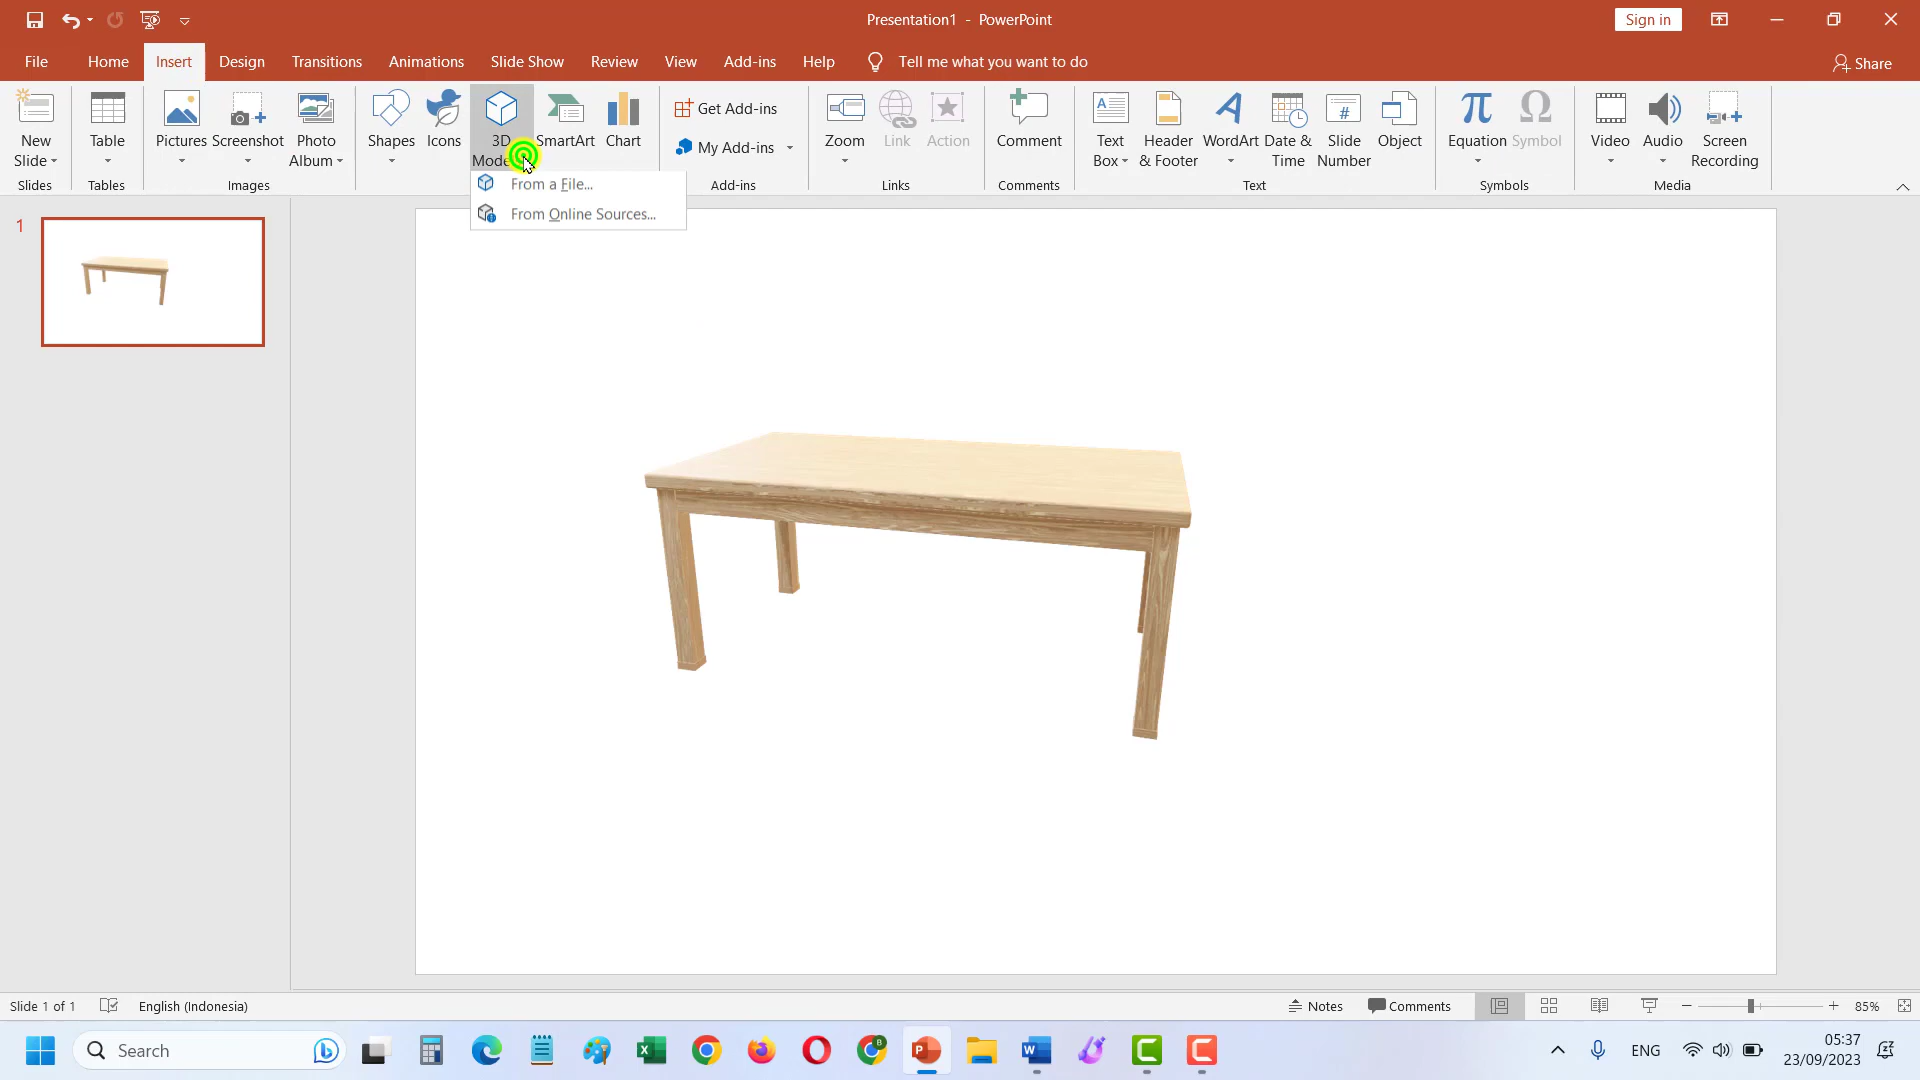 Presentation1 - PowerPoint
Sign in
File Home Insert Design Transitions Animations Slide Show Review View Add-ins Help Tell me what you want to do Share
New Slide
Table
Pictures
Screenshot
Photo Album
Shapes
Icons
3D
SmartArt
Chart
Get Add-ins
My Add-ins
Zoom
Link
Action
Comment
Text Box
Header & Footer
WordArt
Date & Time
Slide Number
Object
Equation
Symbol
Video
Audio
Screen Recording
Slides Tables Images Add-ins Links Comments Text Symbols Media
From a File...
From Online Sources...
1
Slide 1 of 1 English (Indonesia) Notes Comments 85%
Search
ENG
05:37
23/09/2023